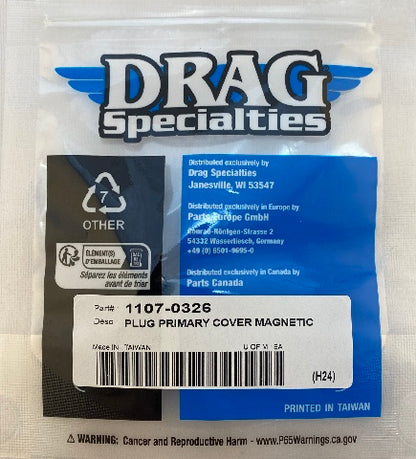 DRAG
Specialties
Distributed exclusively by
Drag Specialties
Janesville, WI 53547
Distributed exclusively in Europe by
Parts Europe GmbH
Conrad-Röntgen-Strasse 2
54332 Wasserliesch, Germany
+49 (0) 6501-9695-0
Distributed exclusively in Canada by
Parts Canada
7
OTHER
ÉLÉMENT(S)
D'EMBALLAGE
Séparez les éléments
avant de trier
Part# 1107-0326
Desc PLUG PRIMARY COVER MAGNETIC
Made IN TAIWAN U OF M EA
(H24)
PRINTED IN TAIWAN
⚠ WARNING: Cancer and Reproductive Harm - www.P65Warnings.ca.gov